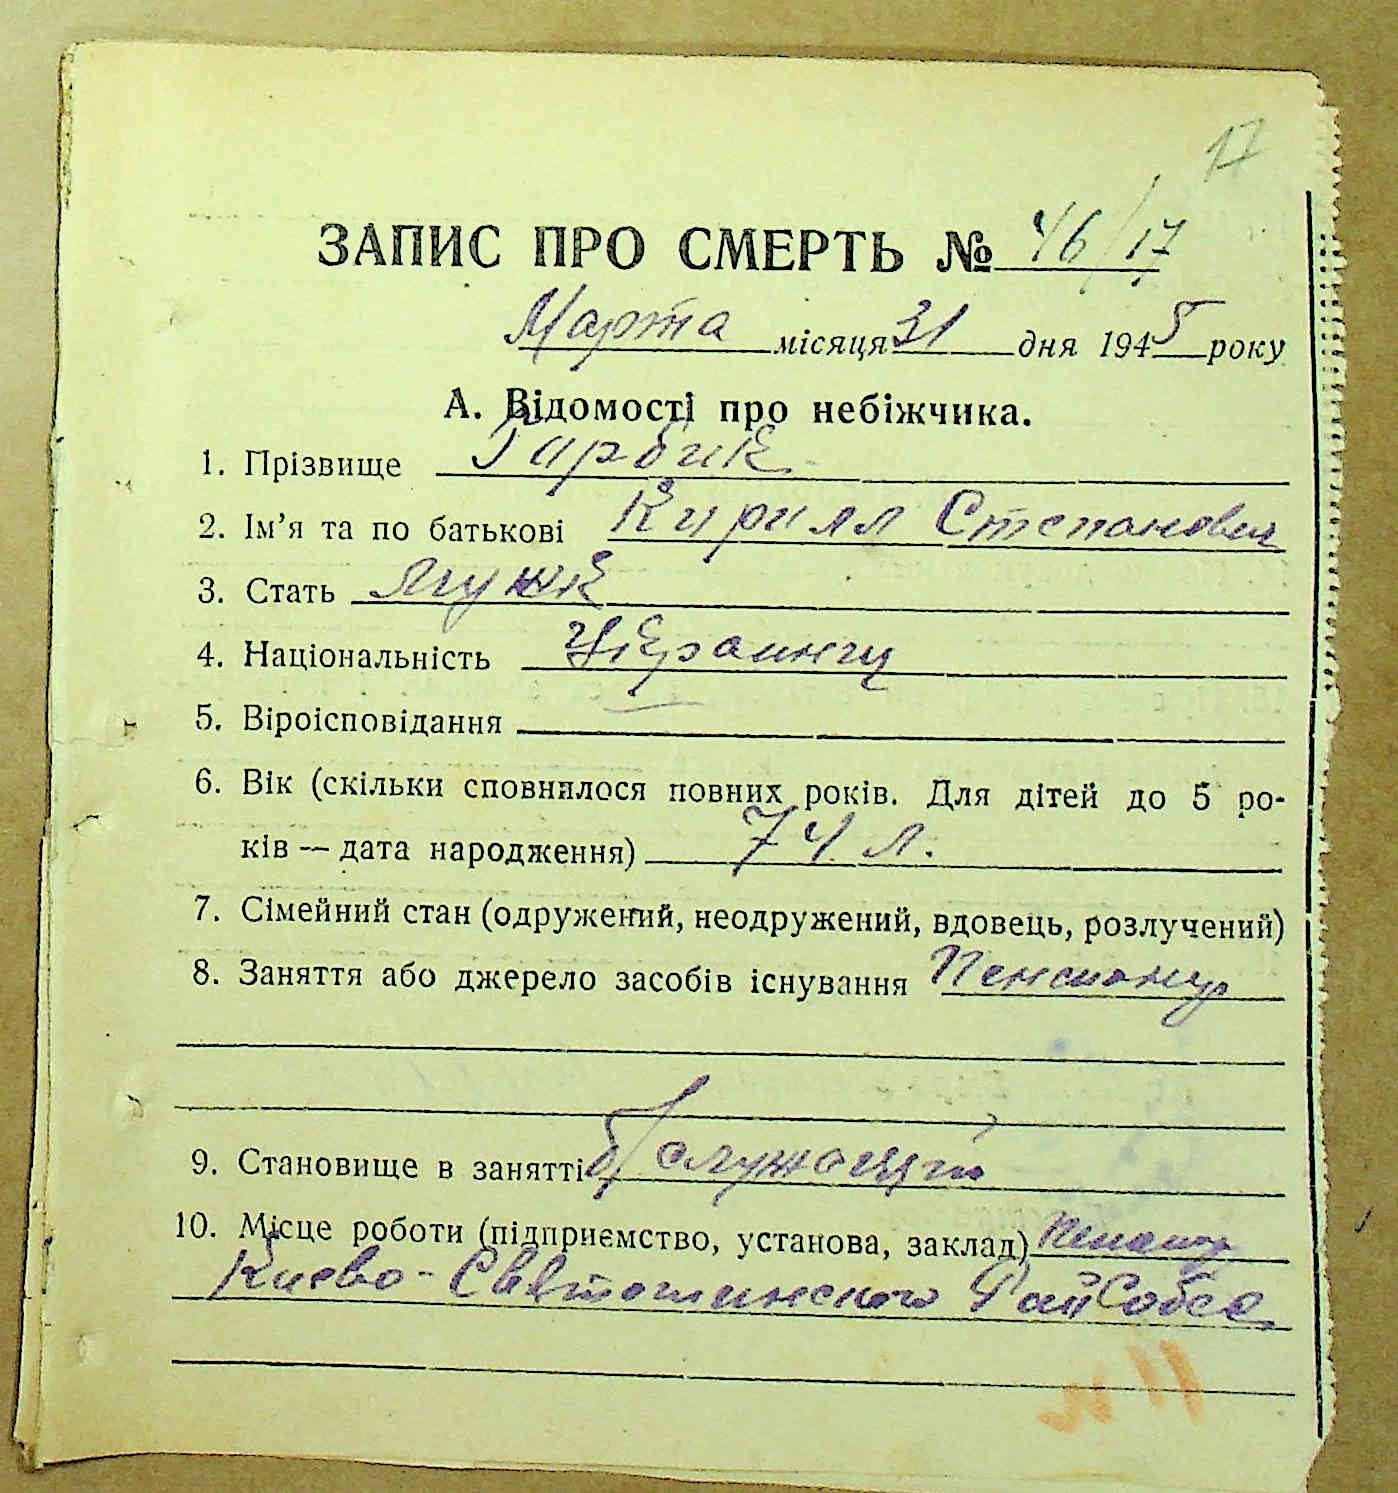 17
ЗАПИС ПРО СМЕРТЬ № 46/17
Марта місяця 31 дня 1945 року
А. Відомості про небіжчика.
1. Прізвище Гарбик
2. Ім’я та по батькові Кирилл Степанович
3. Стать Мужс
4. Національність Украинец
5. Віроісповідання
6. Вік (скільки сповнилося повних років. Для дітей до 5 ро-
ків — дата народження) 74 л.
7. Сімейний стан (одружений, неодружений, вдовець, розлучений)
8. Заняття або джерело засобів існування Пенсионер
9. Становище в занятті б/служащий
10. Місце роботи (підприємство, установа, заклад)
Киево-Святошинского РайСобеса